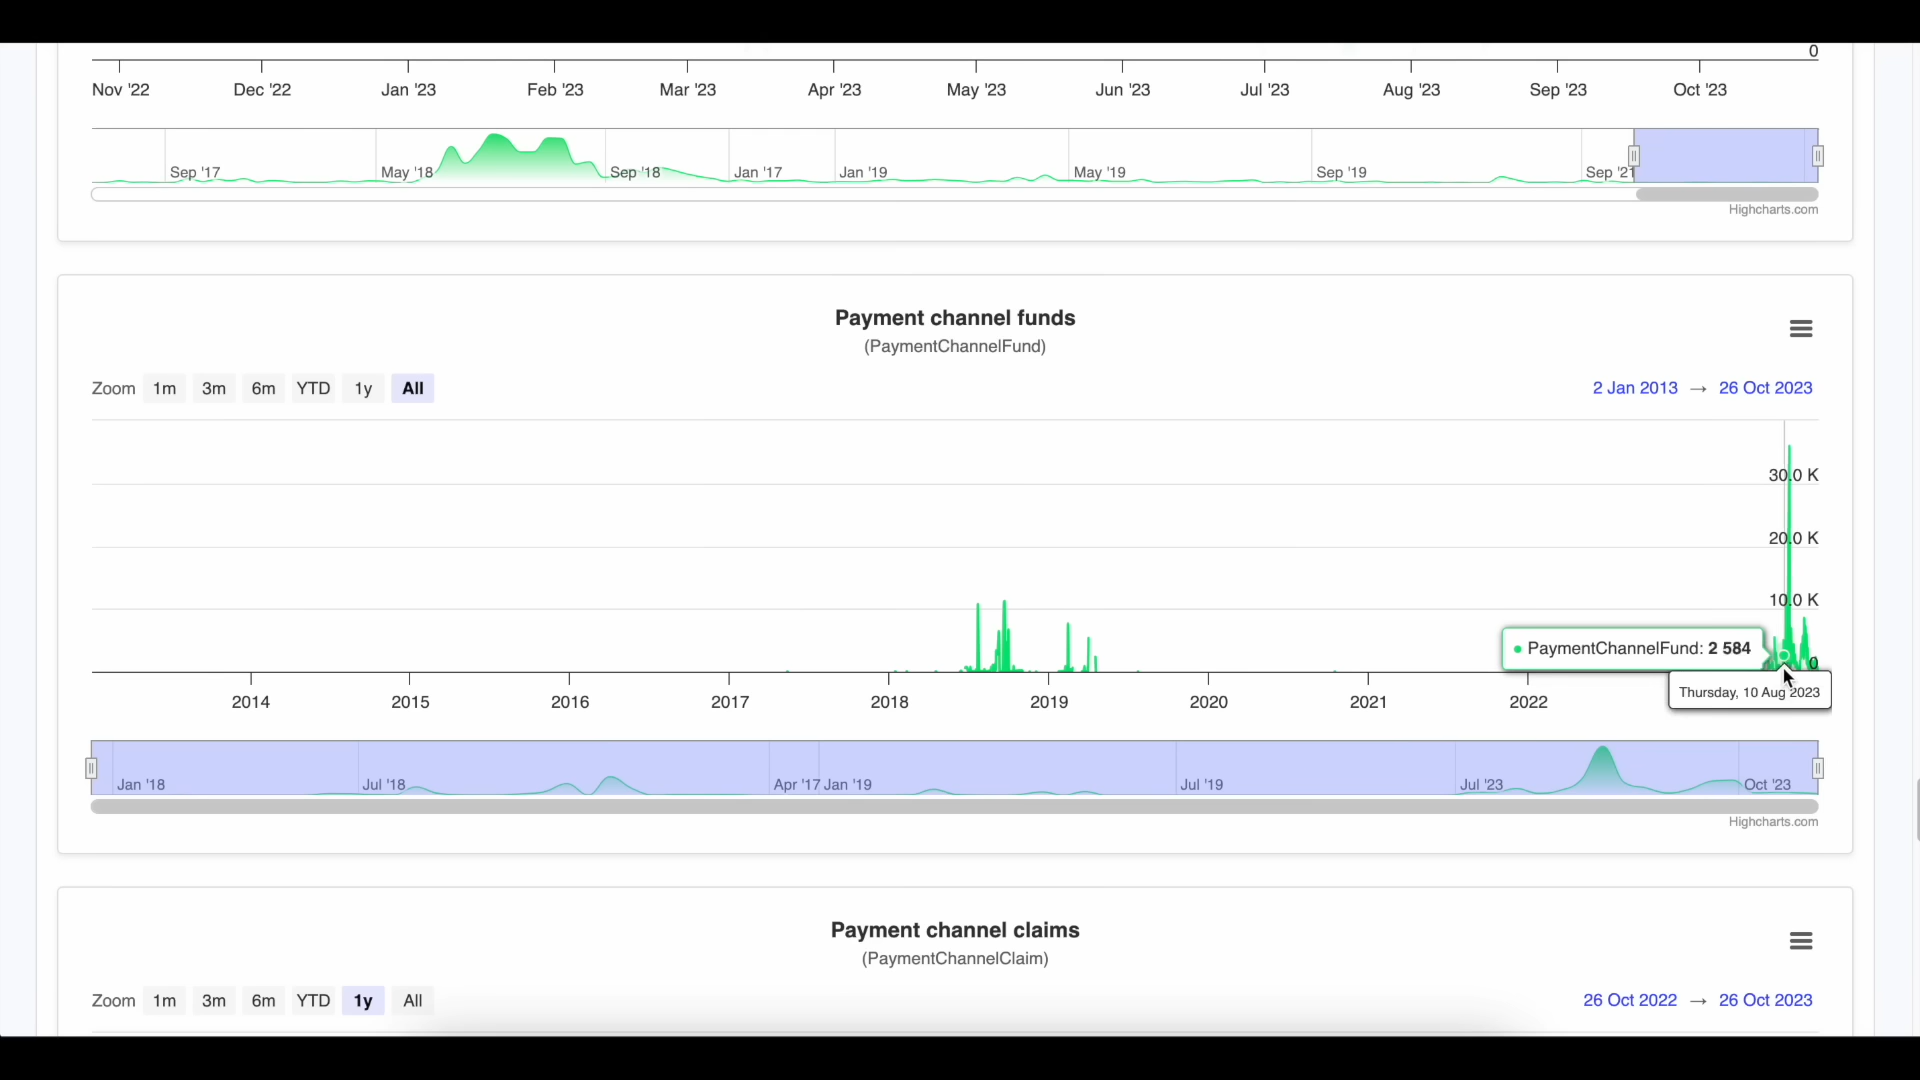 0
Nov '22 Dec '22 Jan '23 Feb '23 Mar '23 Apr '23 May '23 Jun '23 Jul '23 Aug '23 Sep '23 Oct '23
Sep '17 May '18 Sep '18 Jan '17 Jan '19 May '19 Sep '19 Sep '21
Highcharts.com
Payment channel funds
(PaymentChannelFund)
Zoom 1m 3m 6m YTD 1y All 2 Jan 2013 → 26 Oct 2023
30.0 K
20.0 K
10.0 K
PaymentChannelFund: 2 584
0
Thursday, 10 Aug 2023
2014 2015 2016 2017 2018 2019 2020 2021 2022
Jan '18 Jul '18 Apr '17 Jan '19 Jul '19 Jul '23 Oct '23
Highcharts.com
Payment channel claims
(PaymentChannelClaim)
Zoom 1m 3m 6m YTD 1y All 26 Oct 2022 → 26 Oct 2023